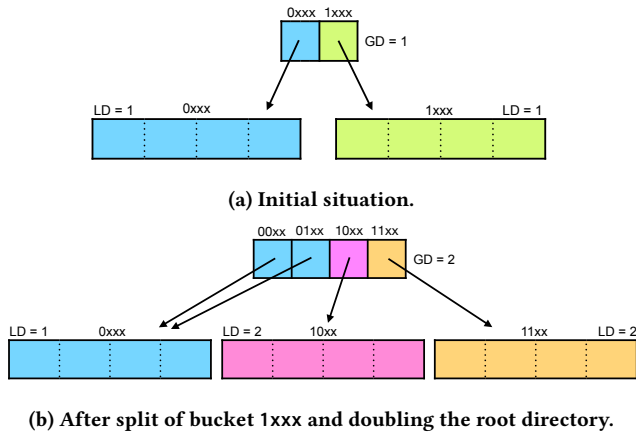 0xxx 1xxx
GD = 1
LD = 1 0xxx 1xxx LD = 1
(a) Initial situation.
00xx 01xx 10xx 11xx
GD = 2
LD = 1 0xxx LD = 2 10xx 11xx LD = 2
(b) After split of bucket 1xxx and doubling the root directory.